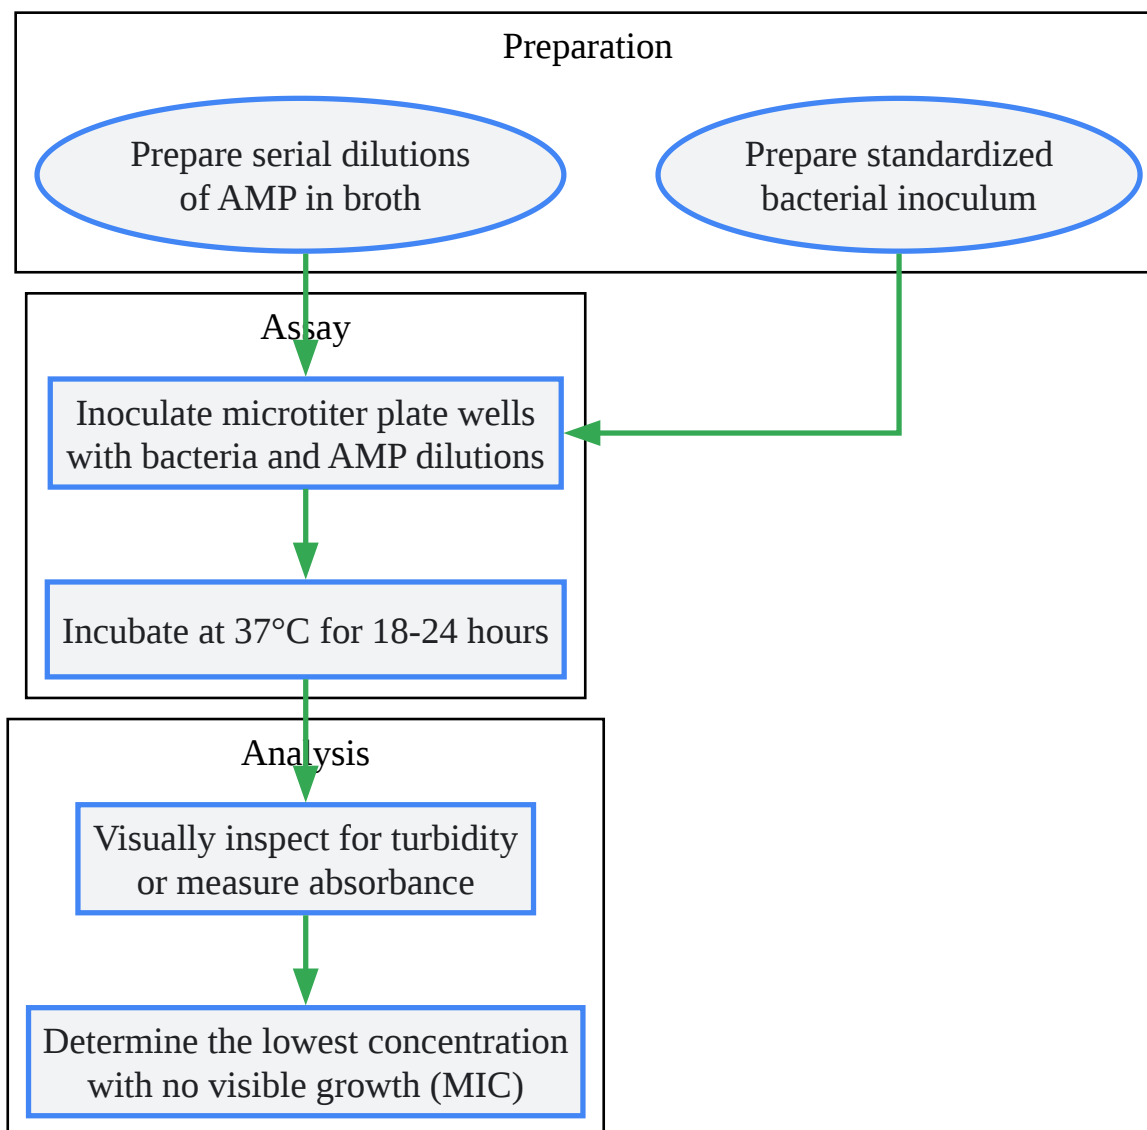 Preparation
Prepare serial dilutions
of AMP in broth
Prepare standardized
bacterial inoculum
Assay
Inoculate microtiter plate wells
with bacteria and AMP dilutions
Incubate at 37°C for 18-24 hours
Analysis
Visually inspect for turbidity
or measure absorbance
Determine the lowest concentration
with no visible growth (MIC)